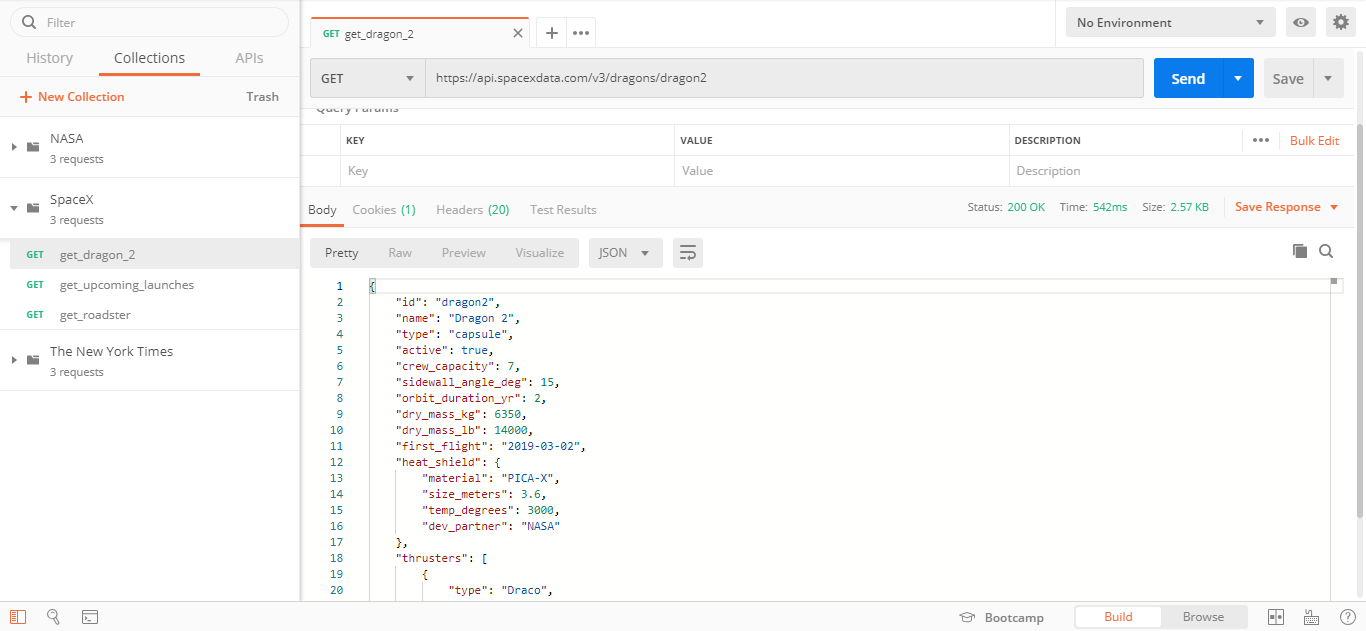 Filter
History Collections APIs
+ New Collection Trash
NASA
3 requests
SpaceX
3 requests
GET get_dragon_2
GET get_upcoming_launches
GET get_roadster
The New York Times
3 requests
GET get_dragon_2
No Environment
GET https://api.spacexdata.com/v3/dragons/dragon2 Send Save
Query Params
KEY VALUE DESCRIPTION Bulk Edit
Key Value Description
Body Cookies (1) Headers (20) Test Results Status: 200 OK Time: 542ms Size: 2.57 KB Save Response
Pretty Raw Preview Visualize JSON
1 {
2 "id": "dragon2",
3 "name": "Dragon 2",
4 "type": "capsule",
5 "active": true,
6 "crew_capacity": 7,
7 "sidewall_angle_deg": 15,
8 "orbit_duration_yr": 2,
9 "dry_mass_kg": 6350,
10 "dry_mass_lb": 14000,
11 "first_flight": "2019-03-02",
12 "heat_shield": {
13 "material": "PICA-X",
14 "size_meters": 3.6,
15 "temp_degrees": 3000,
16 "dev_partner": "NASA"
17 },
18 "thrusters": [
19 {
20 "type": "Draco",
Bootcamp Build Browse